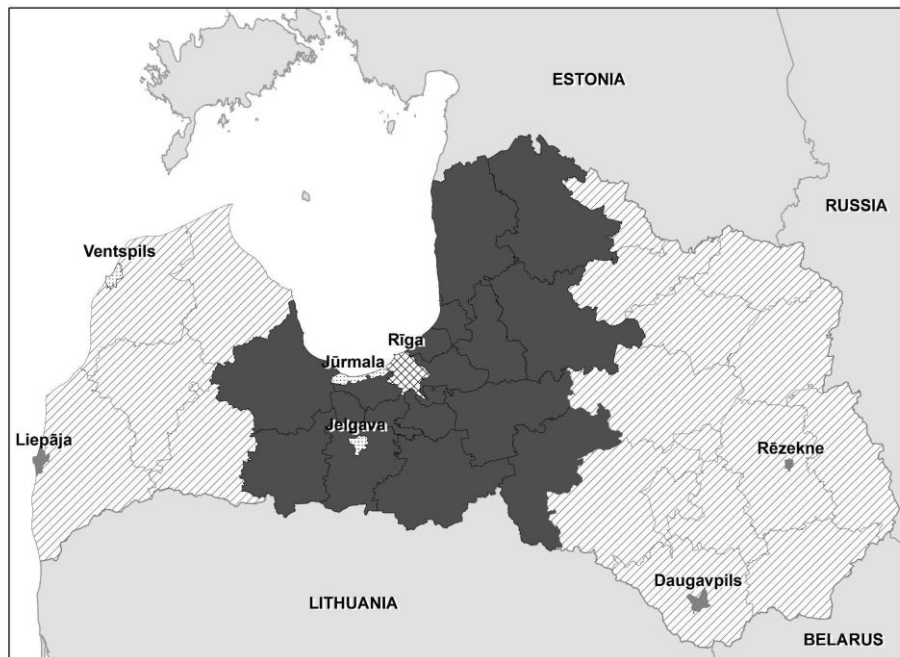 ESTONIA
RUSSIA
Ventspils
Rīga
Jūrmala
Jelgava
Liepāja
Rēzekne
Daugavpils
LITHUANIA
BELARUS